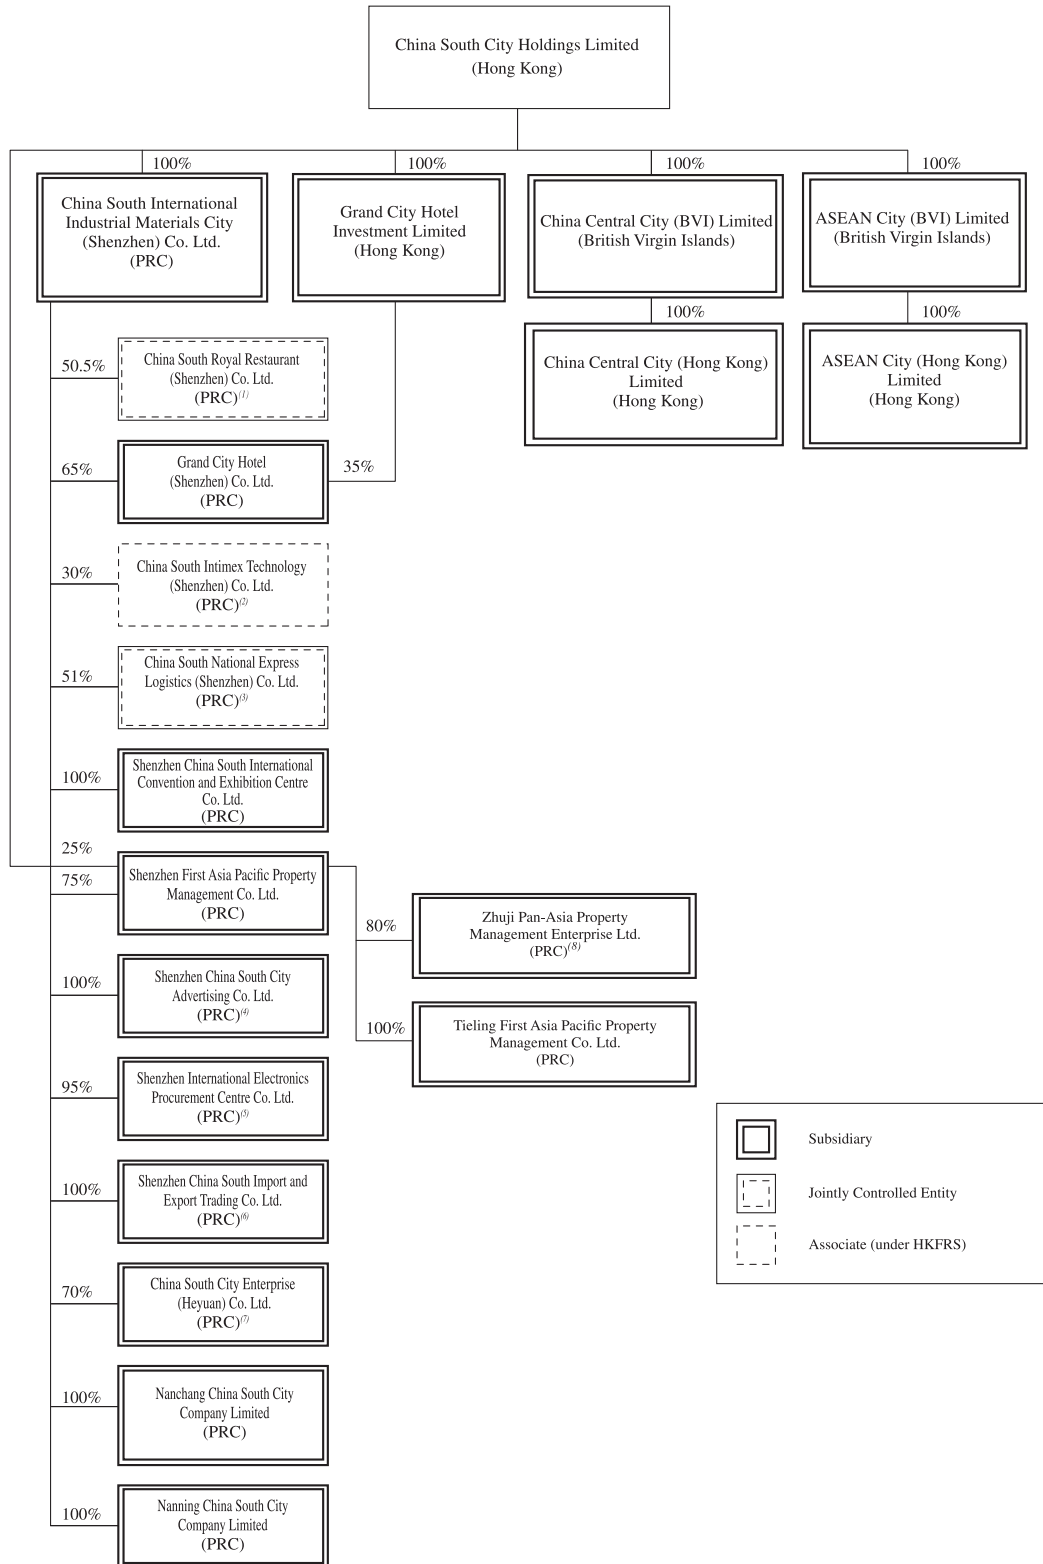 China South City Holdings Limited
(Hong Kong)
100%
100%
100%
100%
China South International
Industrial Materials City
(Shenzhen) Co. Ltd.
(PRC)
Grand City Hotel
Investment Limited
(Hong Kong)
China Central City (BVI) Limited
(British Virgin Islands)
ASEAN City (BVI) Limited
(British Virgin Islands)
100%
100%
China Central City (Hong Kong)
Limited
(Hong Kong)
ASEAN City (Hong Kong)
Limited
(Hong Kong)
50.5%
China South Royal Restaurant
(Shenzhen) Co. Ltd.
(PRC)(1)
65%
Grand City Hotel
(Shenzhen) Co. Ltd.
(PRC)
35%
30%
China South Intimex Technology
(Shenzhen) Co. Ltd.
(PRC)(2)
51%
China South National Express
Logistics (Shenzhen) Co. Ltd.
(PRC)(3)
100%
Shenzhen China South International
Convention and Exhibition Centre
Co. Ltd.
(PRC)
25%
75%
Shenzhen First Asia Pacific Property
Management Co. Ltd.
(PRC)
80%
Zhuji Pan-Asia Property
Management Enterprise Ltd.
(PRC)(8)
100%
Shenzhen China South City
Advertising Co. Ltd.
(PRC)(4)
100%
Tieling First Asia Pacific Property
Management Co. Ltd.
(PRC)
95%
Shenzhen International Electronics
Procurement Centre Co. Ltd.
(PRC)(5)
100%
Shenzhen China South Import and
Export Trading Co. Ltd.
(PRC)(6)
70%
China South City Enterprise
(Heyuan) Co. Ltd.
(PRC)(7)
100%
Nanchang China South City
Company Limited
(PRC)
100%
Nanning China South City
Company Limited
(PRC)
Subsidiary
Jointly Controlled Entity
Associate (under HKFRS)